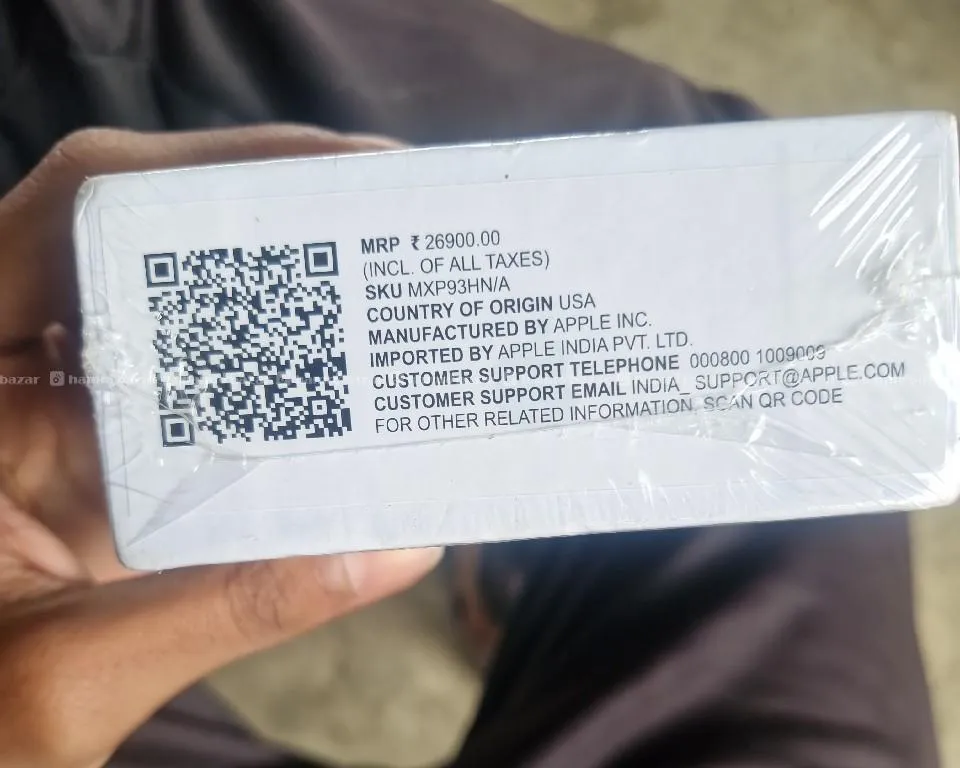 MRP ₹ 26900.00
(INCL. OF ALL TAXES)
SKU MXP93HN/A
COUNTRY OF ORIGIN USA
MANUFACTURED BY APPLE INC.
IMPORTED BY APPLE INDIA PVT. LTD.
CUSTOMER SUPPORT TELEPHONE 000800 1009009
CUSTOMER SUPPORT EMAIL INDIA_SUPPORT@APPLE.COM
FOR OTHER RELATED INFORMATION, SCAN QR CODE
bazar